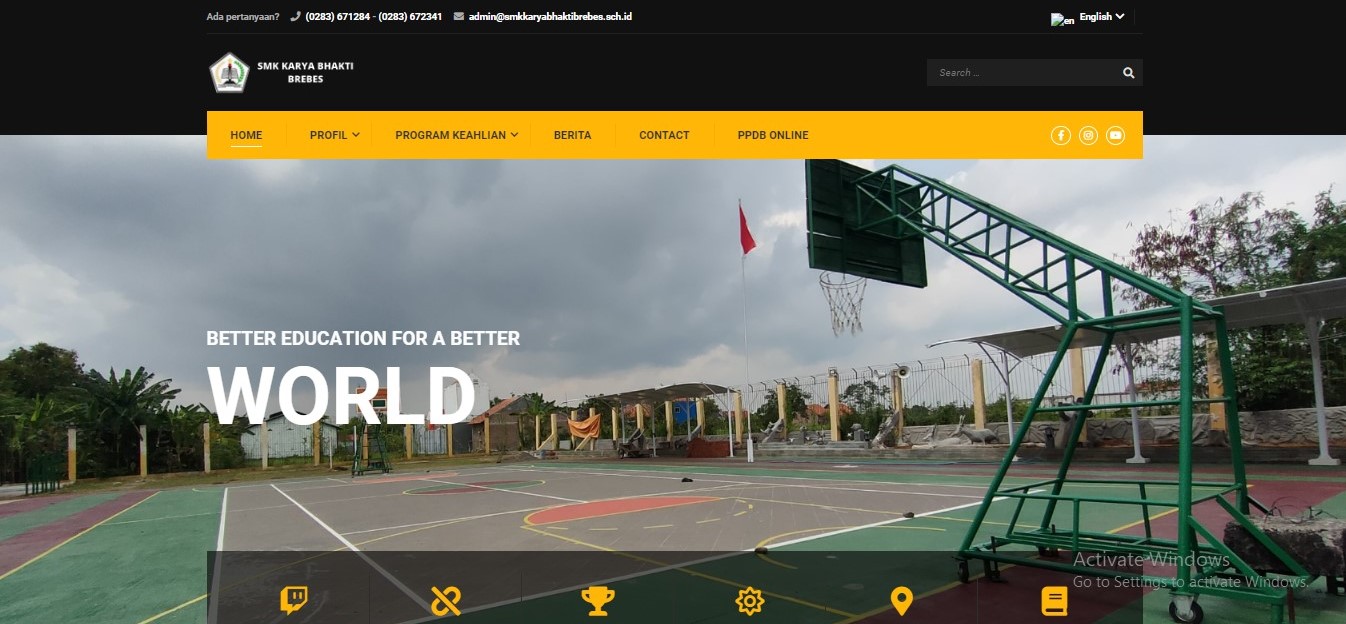 Ada pertanyaan? (0283) 671284 - (0283) 672341 admin@smkkaryabhaktibrebes.sch.id en English
SMK KARYA BHAKTI
BREBES
Search ...
HOME PROFIL PROGRAM KEAHLIAN BERITA CONTACT PPDB ONLINE
BETTER EDUCATION FOR A BETTER
WORLD
Activate Windows
Go to Settings to activate Windows.